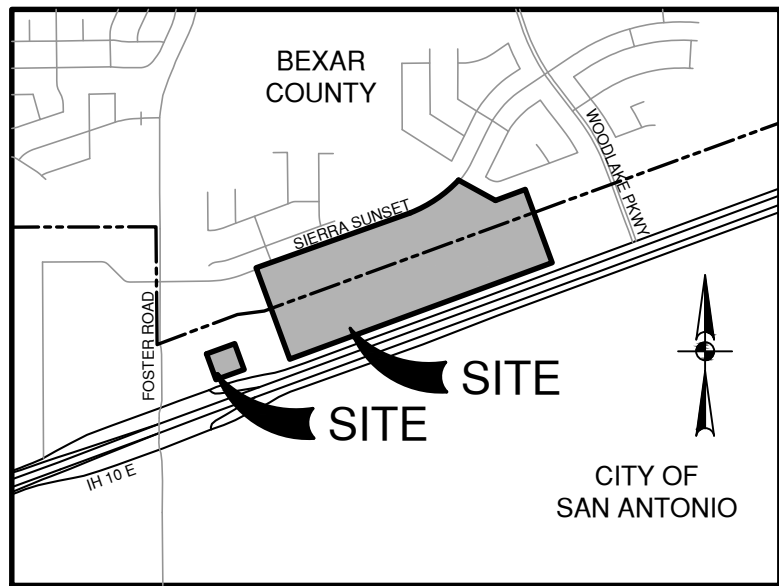 BEXAR
COUNTY
WOODLAKE PKWY
SIERRA SUNSET
FOSTER ROAD
SITE
SITE
IH 10 E
CITY OF
SAN ANTONIO